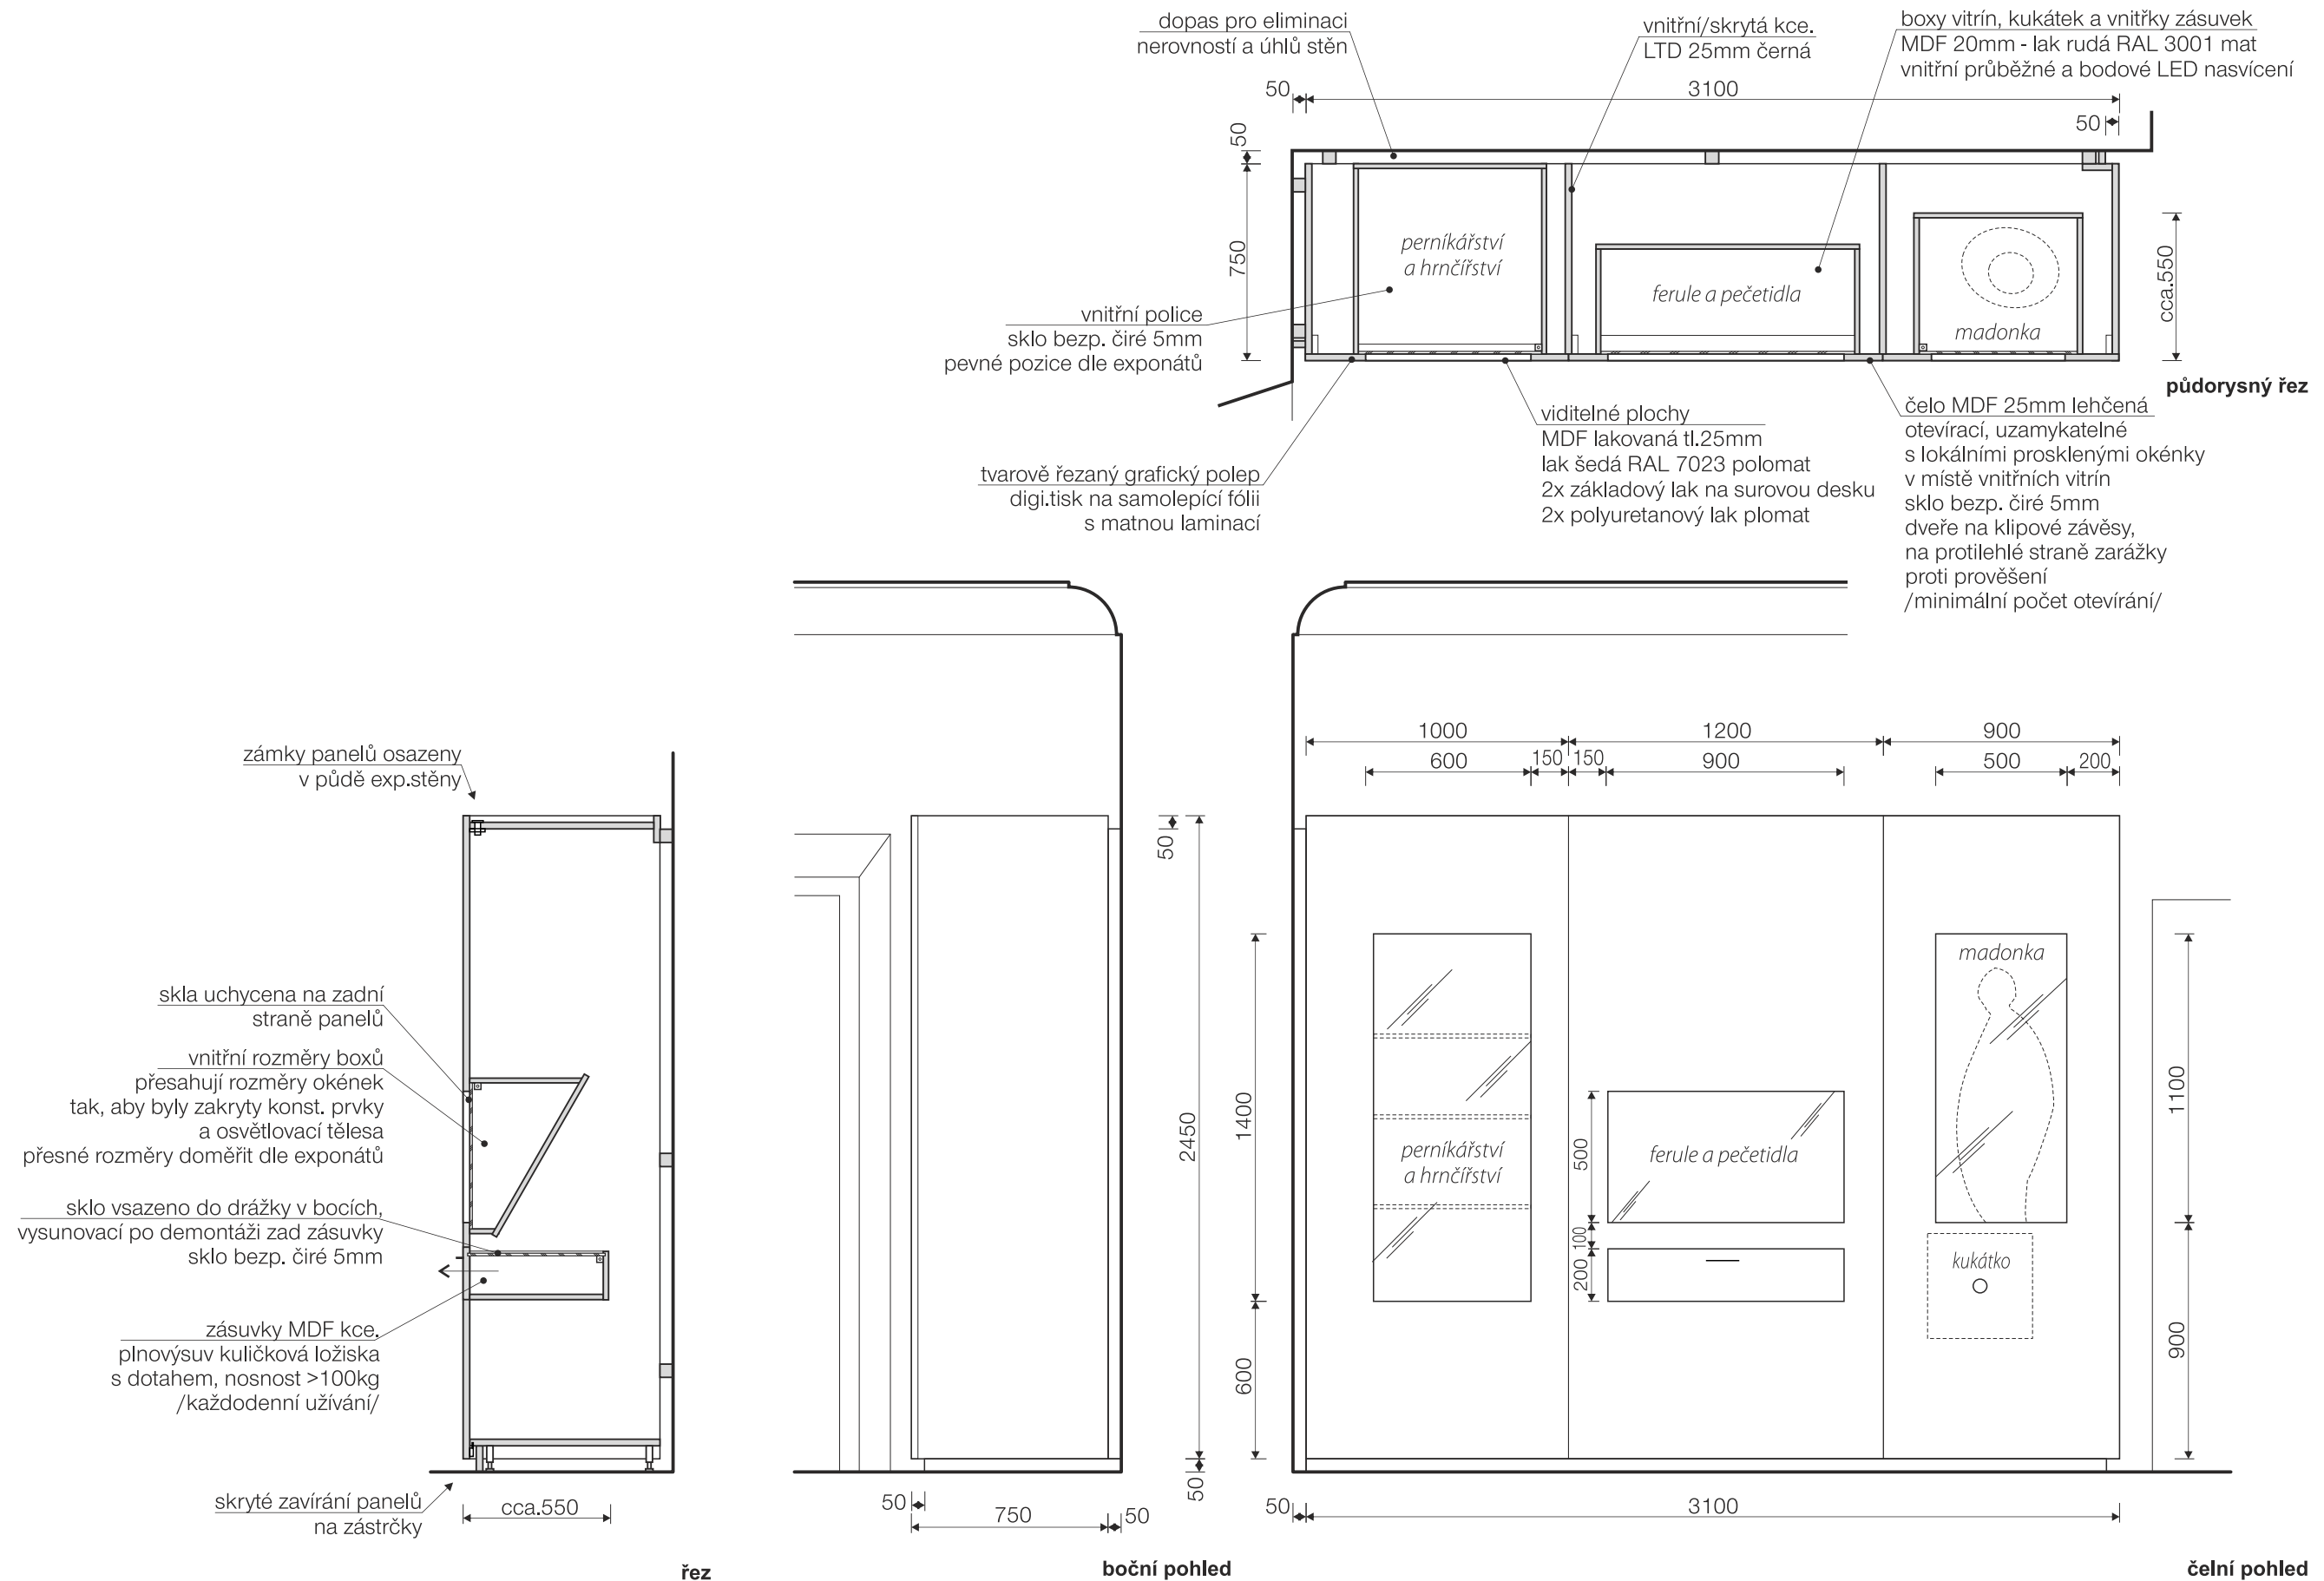 dopas pro eliminaci
nerovností a úhlů stěn
vnitřní/skrytá kce.
LTD 25mm černá
boxy vitrín, kukátek a vnitřky zásuvek
MDF 20mm - lak rudá RAL 3001 mat
vnitřní průběžné a bodové LED nasvícení
50
3100
50
50
750
cca.550
perníkářství
a hrnčířství
ferule a pečetidla
madonka
vnitřní police
sklo bezp. čiré 5mm
pevné pozice dle exponátů
půdorysný řez
tvarově řezaný grafický polep
digi.tisk na samolepící fólii
s matnou laminací
viditelné plochy
MDF lakovaná tl.25mm
lak šedá RAL 7023 polomat
2x základový lak na surovou desku
2x polyuretanový lak plomat
čelo MDF 25mm lehčená
otevírací, uzamykatelné
s lokálními prosklenými okénky
v místě vnitřních vitrín
sklo bezp. čiré 5mm
dveře na klipové závěsy,
na protilehlé straně zarážky
proti prověšení
/minimální počet otevírání/
zámky panelů osazeny
v půdě exp.stěny
skla uchycena na zadní
straně panelů
vnitřní rozměry boxů
přesahují rozměry okének
tak, aby byly zakryty konst. prvky
a osvětlovací tělesa
přesné rozměry doměřit dle exponátů
sklo vsazeno do drážky v bocích,
vysunovací po demontáži zad zásuvky
sklo bezp. čiré 5mm
zásuvky MDF kce.
plnovýsuv kuličková ložiska
s dotahem, nosnost >100kg
/každodenní užívání/
skryté zavírání panelů
na zástrčky
cca.550
řez
50
2450
50
50
750
50
boční pohled
1000
1200
900
600
150
150
900
500
200
1400
600
perníkářství
a hrnčířství
500
100
200
ferule a pečetidla
madonka
kukátko
1100
900
50
3100
čelní pohled